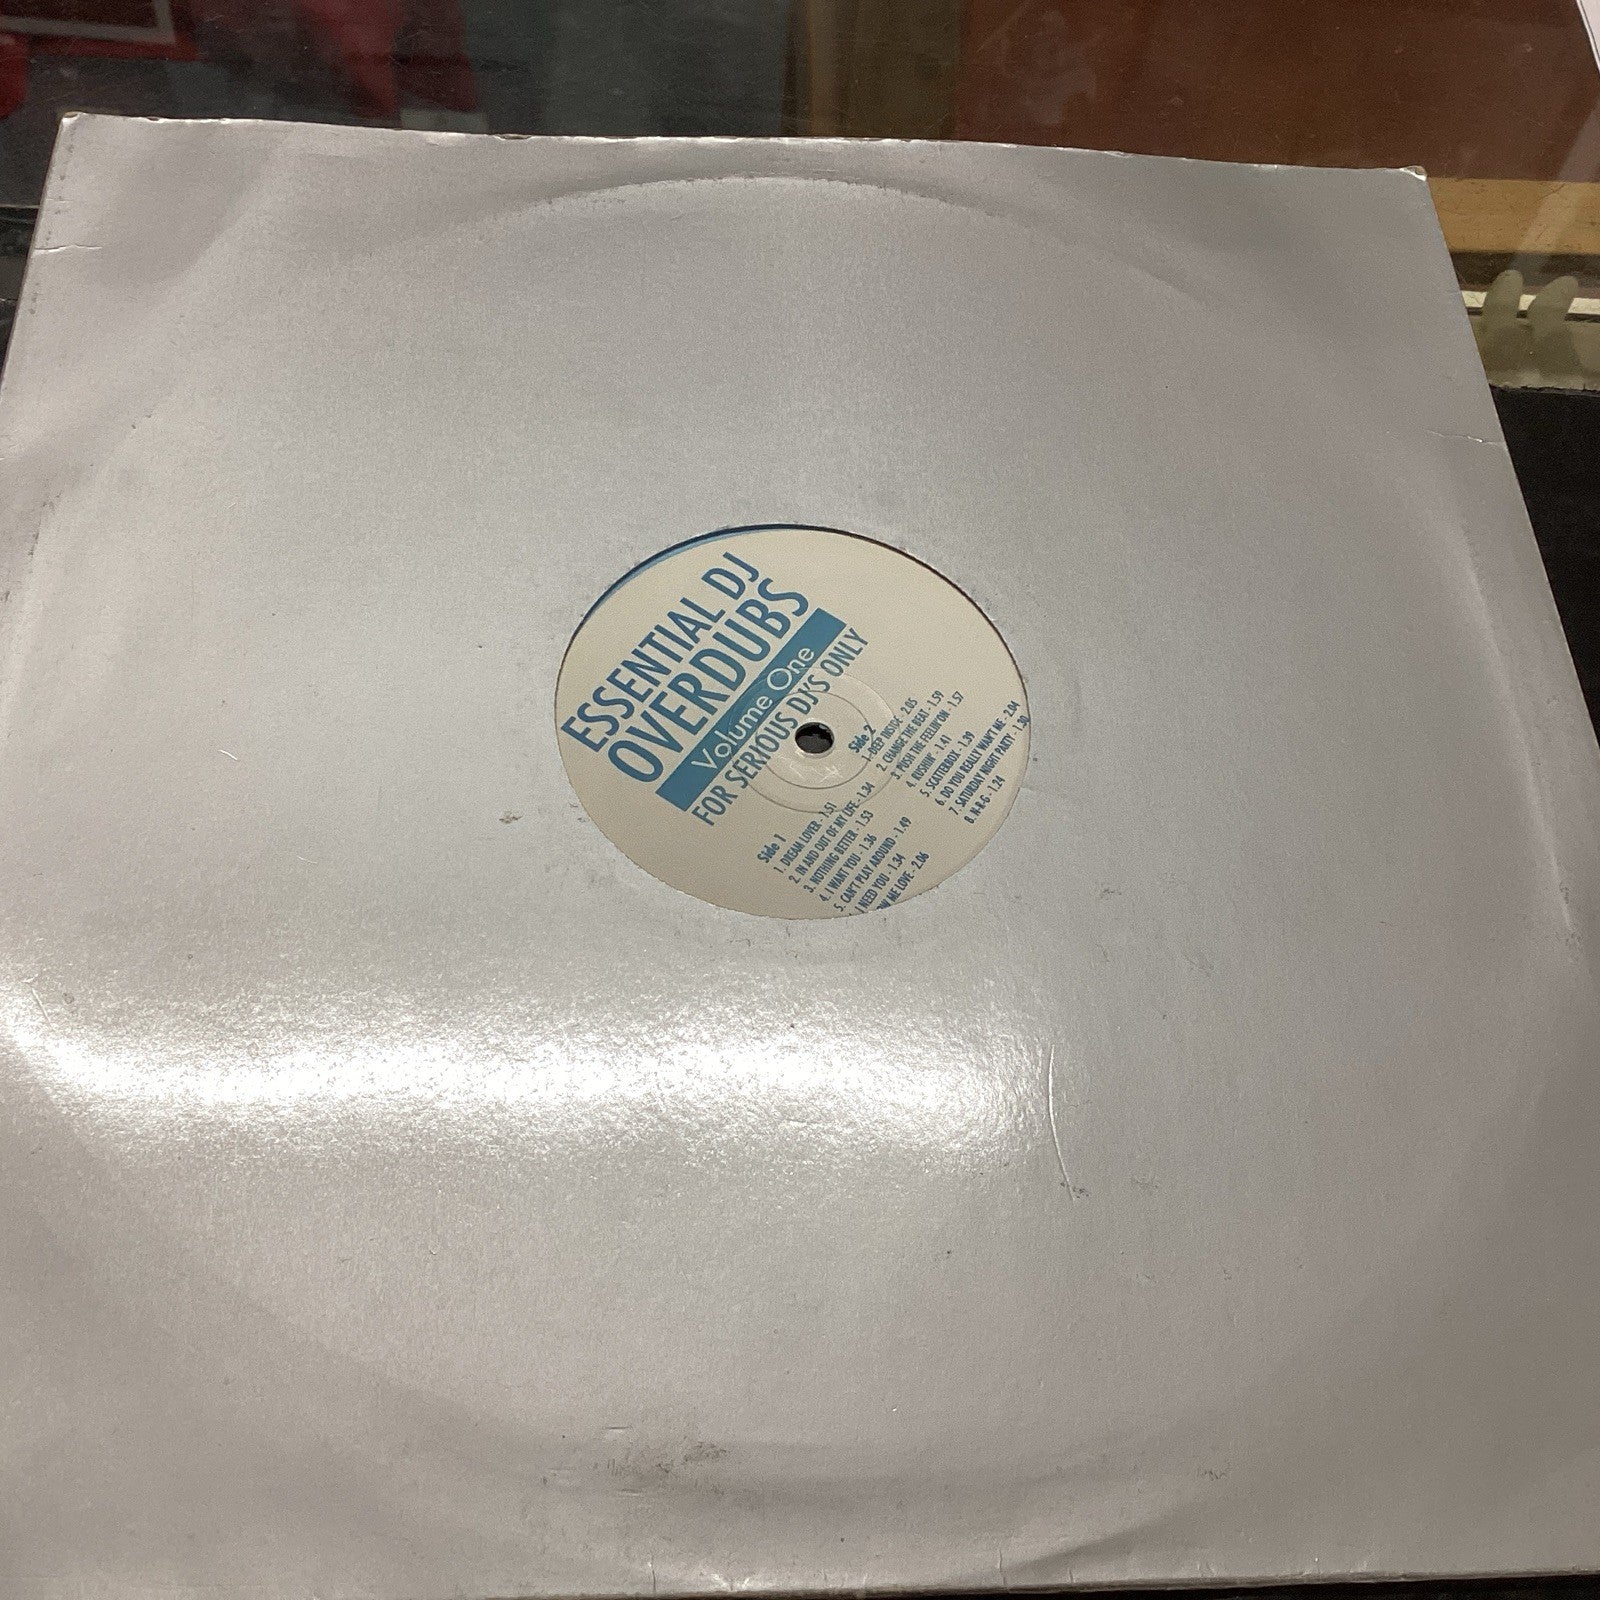 ESSENTIAL DJ
OVERDUBS
Volume One
FOR SERIOUS DJ'S ONLY
Side 1
1. DREAM LOVER - 1.51
2. IN AND OUT OF MY LIFE - 1.34
3. NOTHING BETTER - 1.53
4. I WANT YOU - 1.36
5. CAN'T PLAY AROUND - 1.49
I NEED YOU - 1.34
ME LOVE - 2.06
Side 2
1. DEEP INSIDE - 2.05
2. CHANGE THE BEAT - 1.59
3. PUSH THE FEELIN' ON - 1.57
4. RUSHIN' - 1.41
5. SCATTERBOX - 1.39
6. DO YOU REALLY WANT ME - 2.04
7. SATURDAY NIGHT PARTY - 1.30
8. N-R-G - 1.24